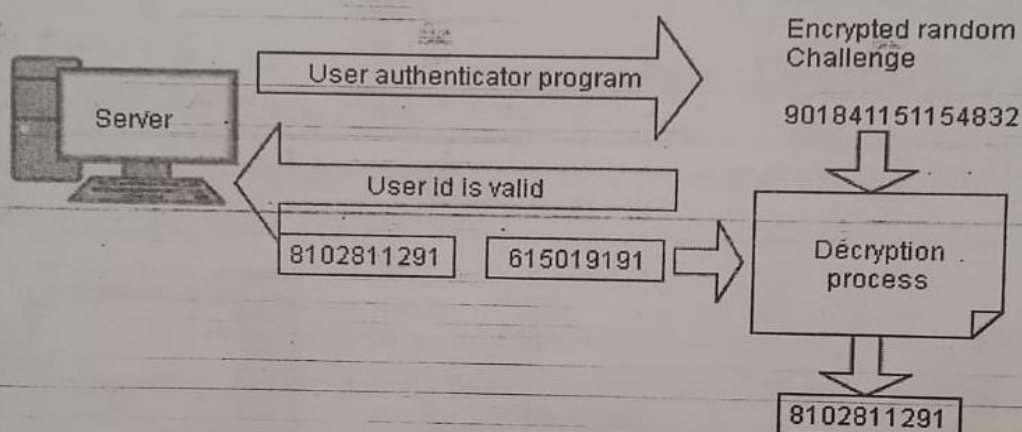 Encrypted random
Challenge
User authenticator program
Server
901841151154832
User id is valid
8102811291
615019191
Decryption
process
8102811291